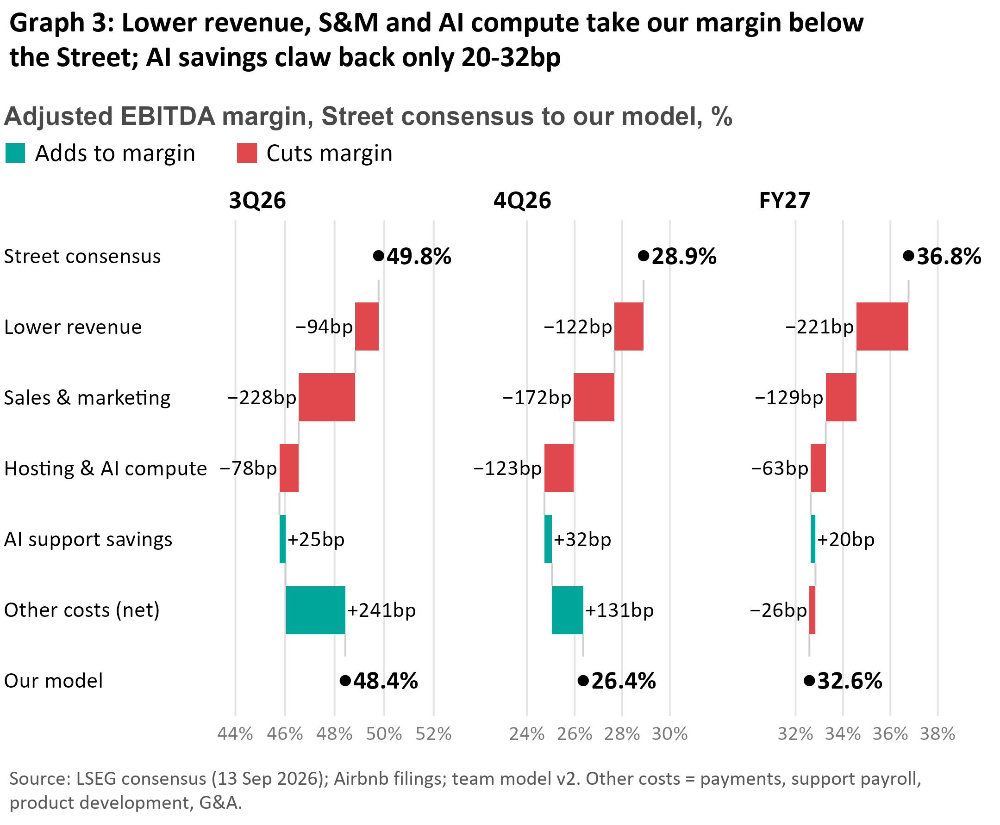 Graph 3: Lower revenue, S&M and AI compute take our margin below
the Street; AI savings claw back only 20-32bp
Adjusted EBITDA margin, Street consensus to our model, %
Adds to margin Cuts margin
3Q26 4Q26 FY27
Street consensus 49.8% 28.9% 36.8%
Lower revenue −94bp −122bp −221bp
Sales & marketing −228bp −172bp −129bp
Hosting & AI compute −78bp −123bp −63bp
AI support savings +25bp +32bp +20bp
Other costs (net) +241bp +131bp −26bp
Our model 48.4% 26.4% 32.6%
44% 46% 48% 50% 52% 24% 26% 28% 30% 32% 34% 36% 38%
Source: LSEG consensus (13 Sep 2026); Airbnb filings; team model v2. Other costs = payments, support payroll,
product development, G&A.